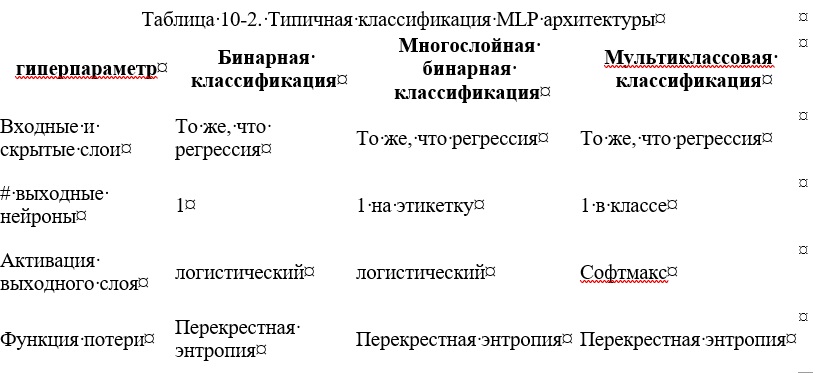 Таблица 10-2. Типичная классификация MLP архитектуры
гиперпараметр
Бинарная
классификация
Многослойная
бинарная
классификация
Мультиклассовая
классификация
Входные и
скрытые слои
То же, что
регрессия
То же, что регрессия
То же, что регрессия
# выходные
нейроны
1
1 на этикетку
1 в классе
Активация
выходного слоя
логистический
логистический
Софтмакс
Функция потери
Перекрестная
энтропия
Перекрестная энтропия
Перекрестная энтропия